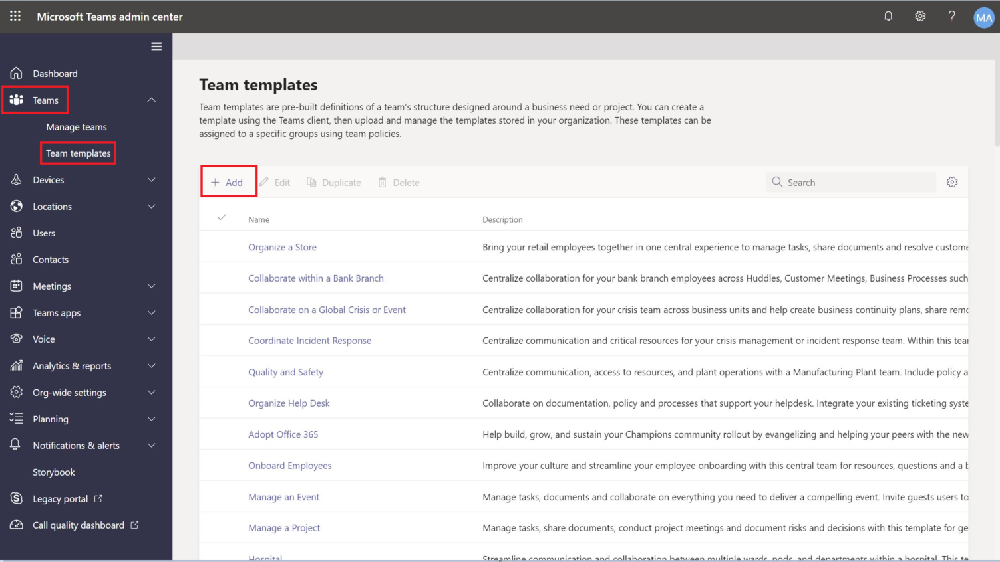 Microsoft Teams admin center
MA
Dashboard
Teams
Manage teams
Team templates
Devices
Locations
Users
Contacts
Meetings
Teams apps
Voice
Analytics & reports
Org-wide settings
Planning
Notifications & alerts
Storybook
Legacy portal
Call quality dashboard
Team templates
Team templates are pre-built definitions of a team's structure designed around a business need or project. You can create a
template using the Teams client, then upload and manage the templates stored in your organization. These templates can be
assigned to a specific groups using team policies.
+ Add Edit Duplicate Delete Search
Name Description
Organize a Store Bring your retail employees together in one central experience to manage tasks, share documents and resolve custome
Collaborate within a Bank Branch Centralize collaboration for your bank branch employees across Huddles, Customer Meetings, Business Processes such
Collaborate on a Global Crisis or Event Centralize collaboration for your crisis team across business units and help create business continuity plans, share remo
Coordinate Incident Response Centralize communication and critical resources for your crisis management or incident response team. Within this tear
Quality and Safety Centralize communication, access to resources, and plant operations with a Manufacturing Plant team. Include policy a
Organize Help Desk Collaborate on documentation, policy and processes that support your helpdesk. Integrate your existing ticketing syste
Adopt Office 365 Help build, grow, and sustain your Champions community rollout by evangelizing and helping your peers with the new
Onboard Employees Improve your culture and streamline your employee onboarding with this central team for resources, questions and a b
Manage an Event Manage tasks, documents and collaborate on everything you need to deliver a compelling event. Invite guests users to
Manage a Project Manage tasks, share documents, conduct project meetings and document risks and decisions with this template for ge
Hospital Streamline communication and collaboration between multiple wards, pods, and departments within a hospital. This te